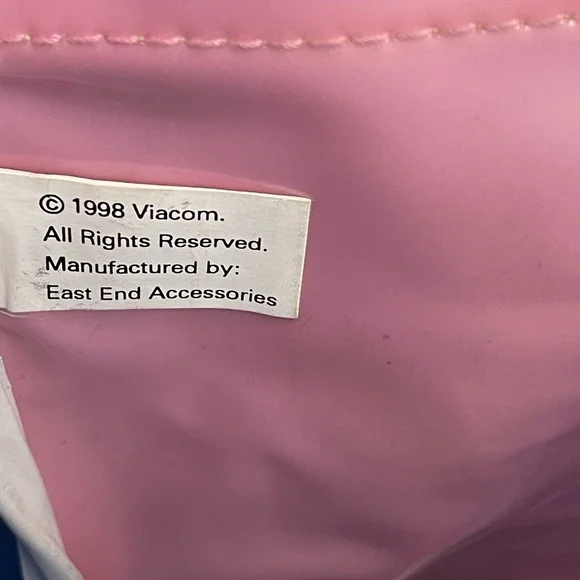 © 1998 Viacom.
All Rights Reserved.
Manufactured by:
East End Accessories